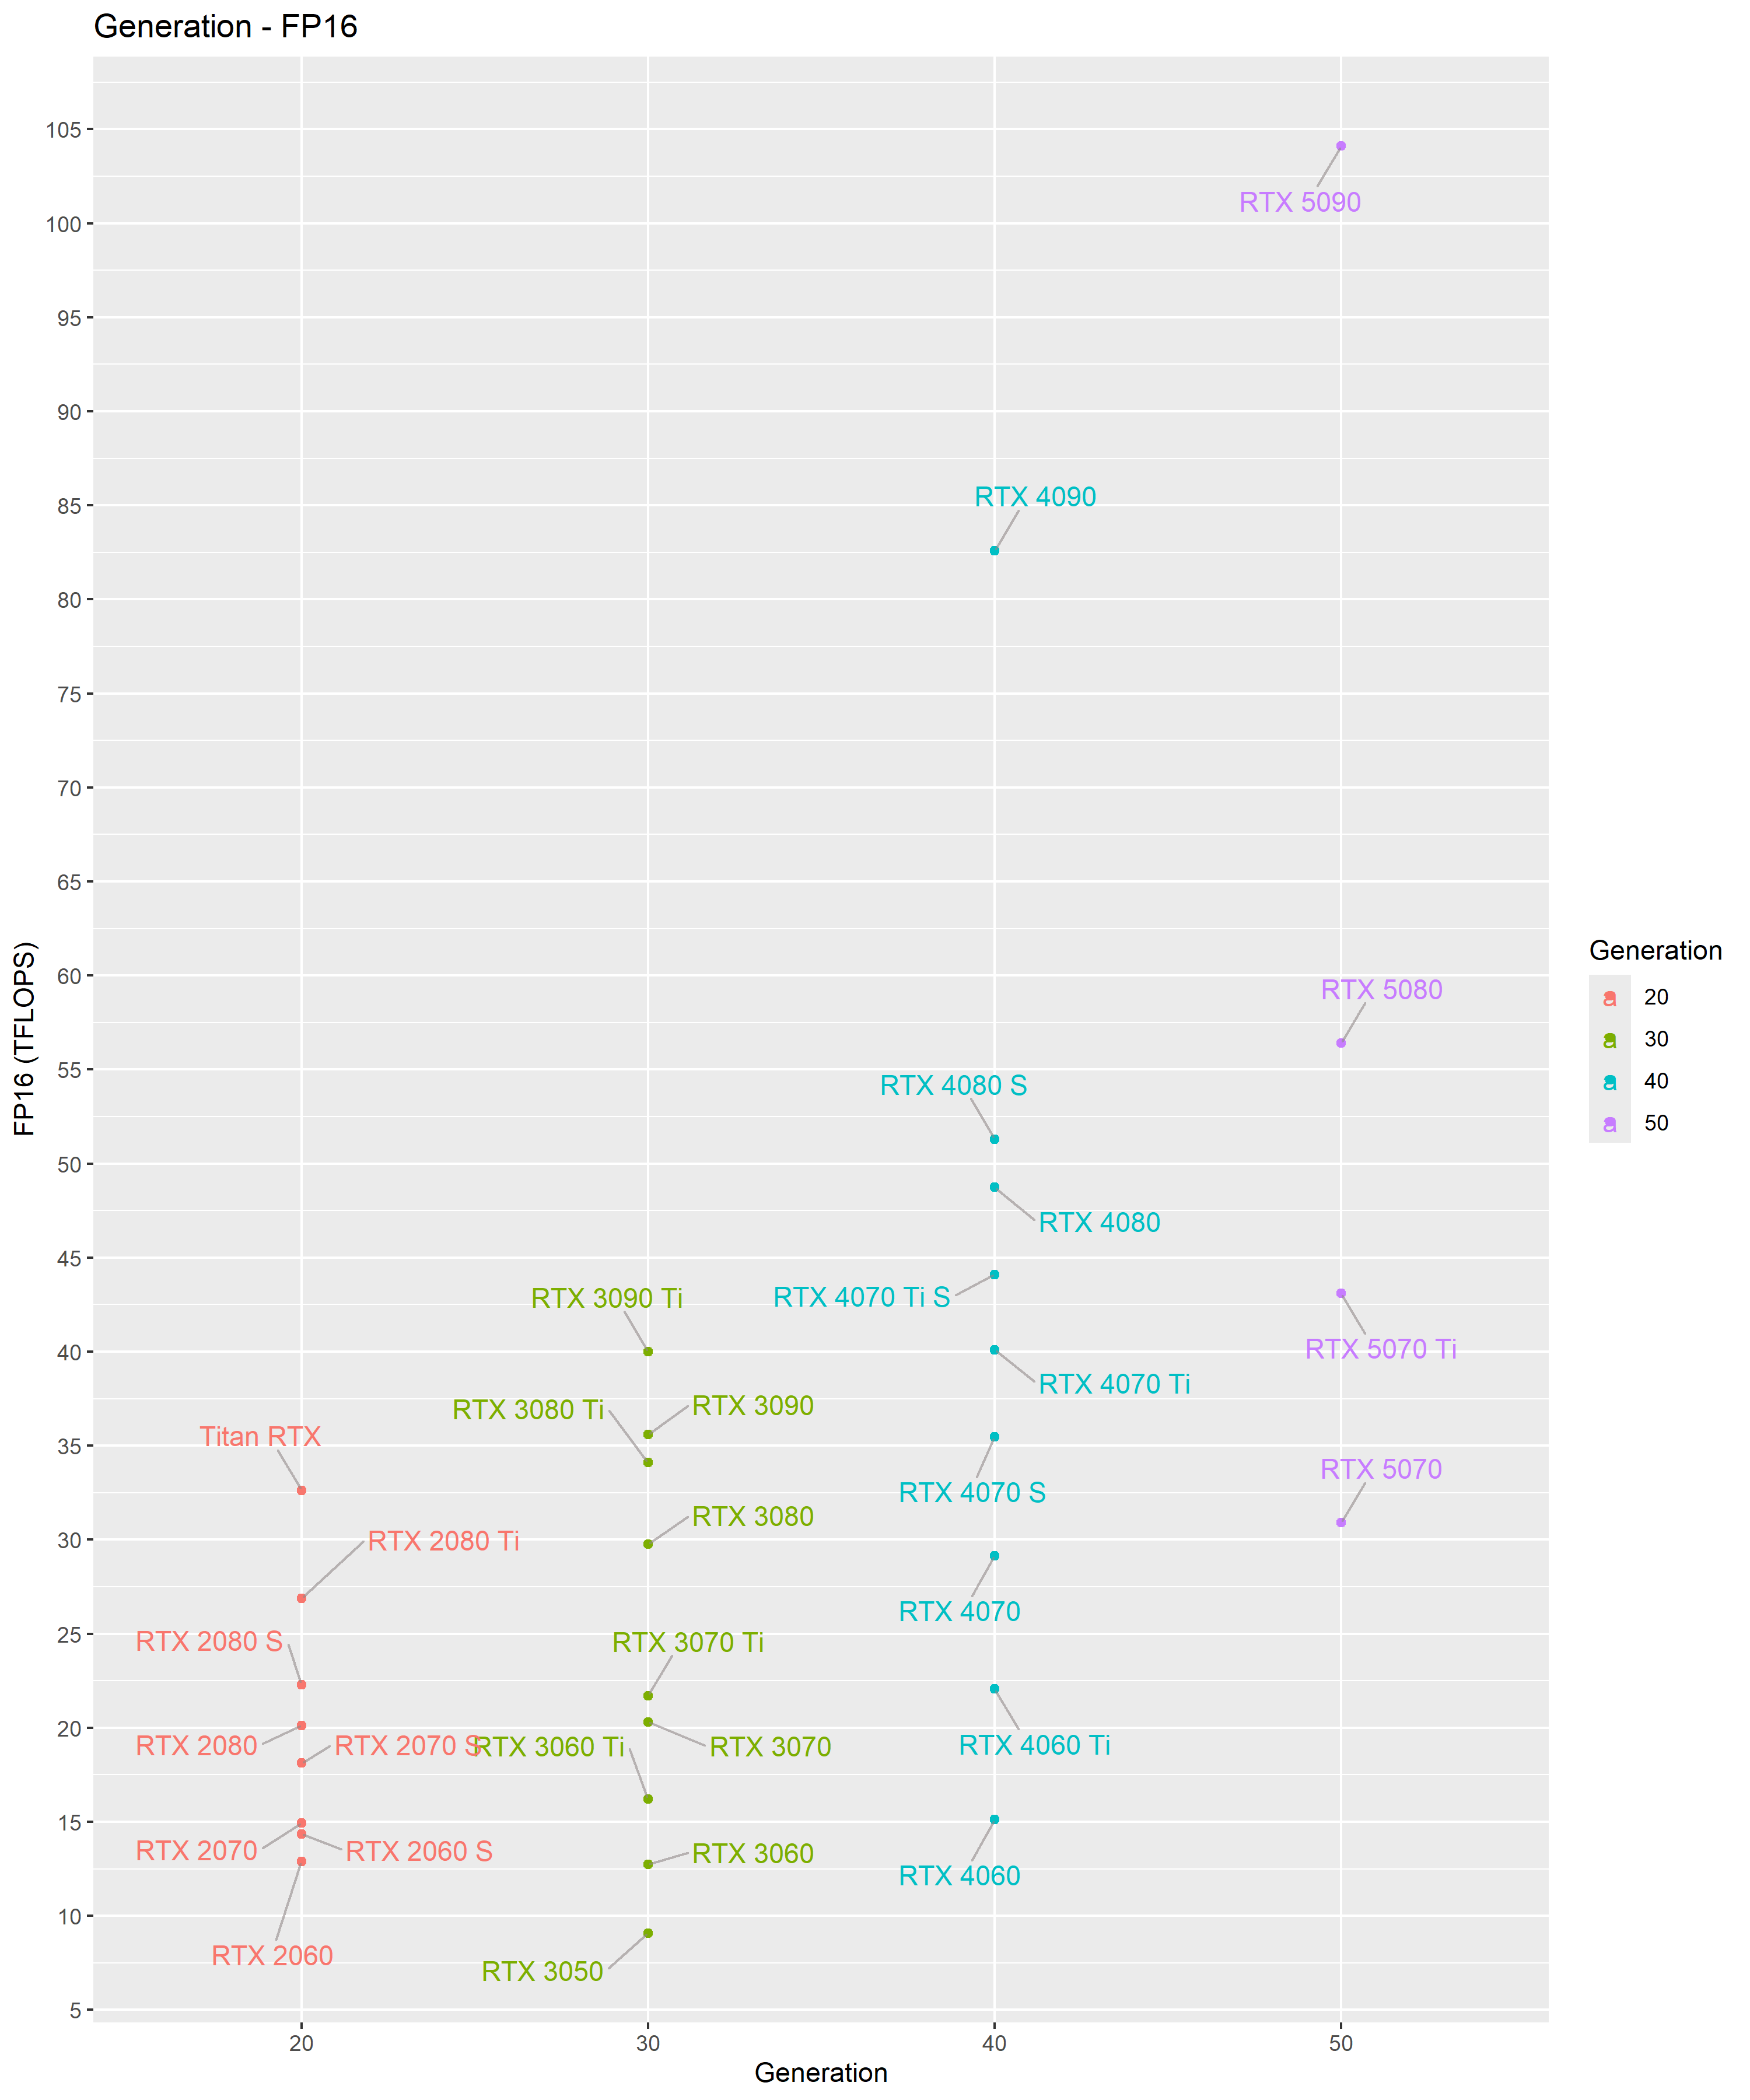 Generation - FP16
105
100
95
90
85
80
75
70
65
60
55
50
45
40
35
30
25
20
15
10
5
FP16 (TFLOPS)
RTX 5090
RTX 4090
RTX 5080
RTX 4080 S
RTX 4080
RTX 4070 Ti S
RTX 3090 Ti
RTX 5070 Ti
RTX 4070 Ti
RTX 3090
RTX 3080 Ti
Titan RTX
RTX 5070
RTX 4070 S
RTX 3080
RTX 2080 Ti
RTX 4070
RTX 2080 S
RTX 3070 Ti
RTX 2080
RTX 2070 S
RTX 3060 Ti
RTX 3070
RTX 4060 Ti
RTX 2070
RTX 2060 S
RTX 3060
RTX 4060
RTX 2060
RTX 3050
20
30
40
50
Generation
Generation
a 20
a 30
a 40
a 50